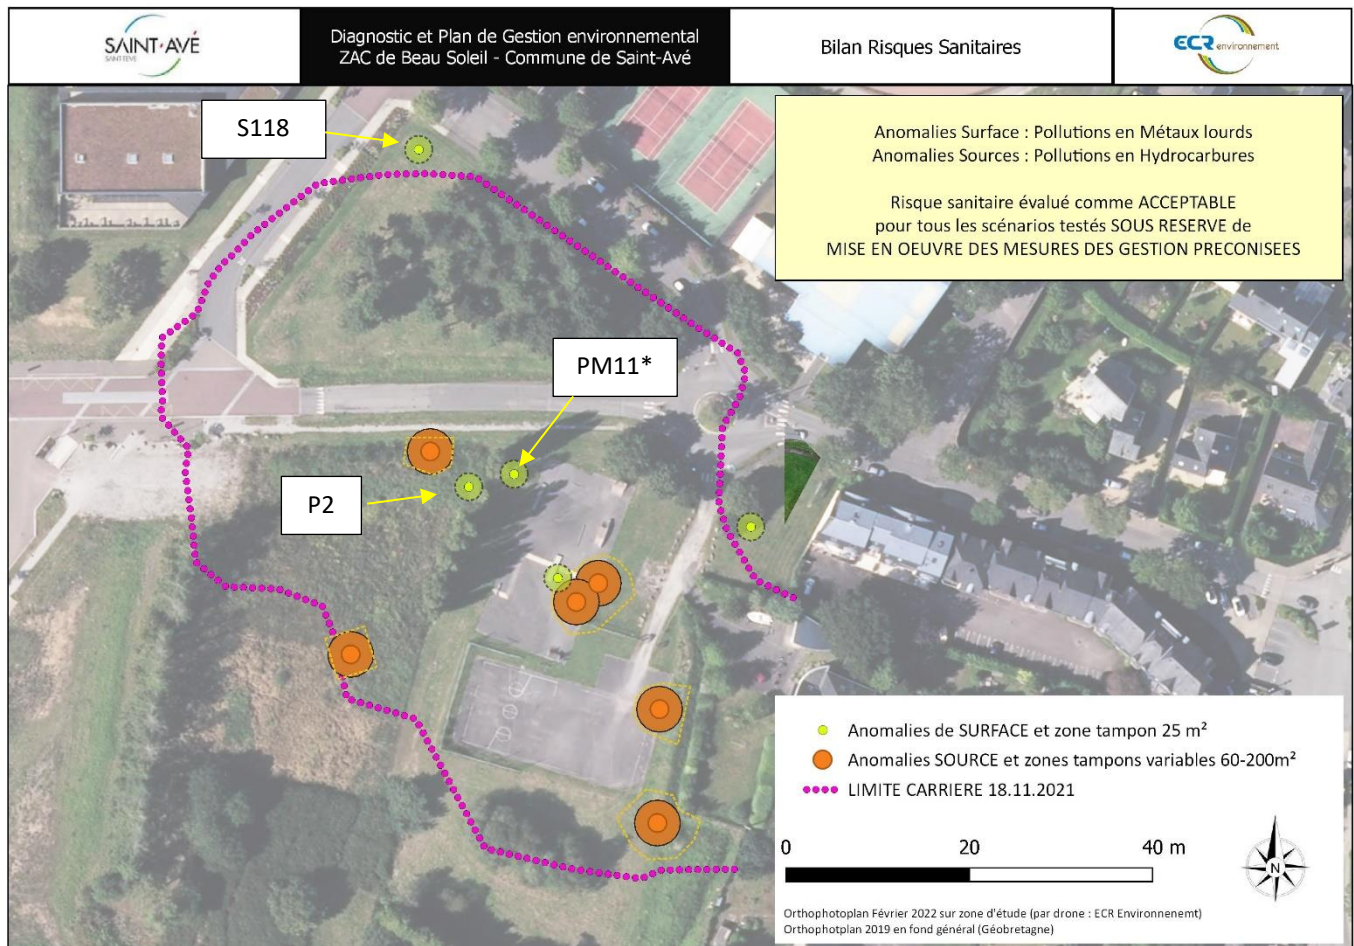 SAINT·AVÉ
SAINT-TEVE
Diagnostic et Plan de Gestion environnemental
ZAC de Beau Soleil - Commune de Saint-Avé
Bilan Risques Sanitaires
ECR environnement
Anomalies Surface : Pollutions en Métaux lourds
Anomalies Sources : Pollutions en Hydrocarbures
Risque sanitaire évalué comme ACCEPTABLE
pour tous les scénarios testés SOUS RESERVE de
MISE EN OEUVRE DES MESURES DES GESTION PRECONISEES
S118
PM11*
P2
Anomalies de SURFACE et zone tampon 25 m²
Anomalies SOURCE et zones tampons variables 60-200m²
LIMITE CARRIERE 18.11.2021
0 20 40 m
N
Orthophotoplan Février 2022 sur zone d'étude (par drone : ECR Environnenemt)
Orthophotplan 2019 en fond général (Géobretagne)